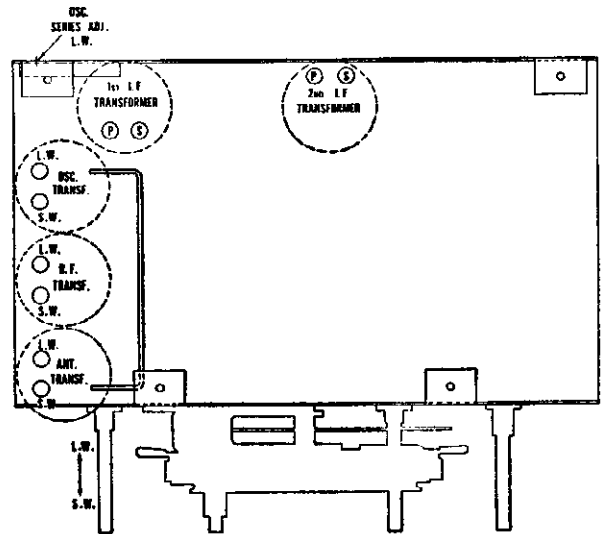 OSC.
SERIES ADJ.
L.W.
1ST I.F
TRANSFORMER
P S
P S
2ND I.F
TRANSFORMER
L.W.
OSC.
TRANSF.
S.W.
L.W.
R.F.
TRANSF.
S.W.
L.W.
ANT.
TRANSF.
S.W
L.W.
S.W.